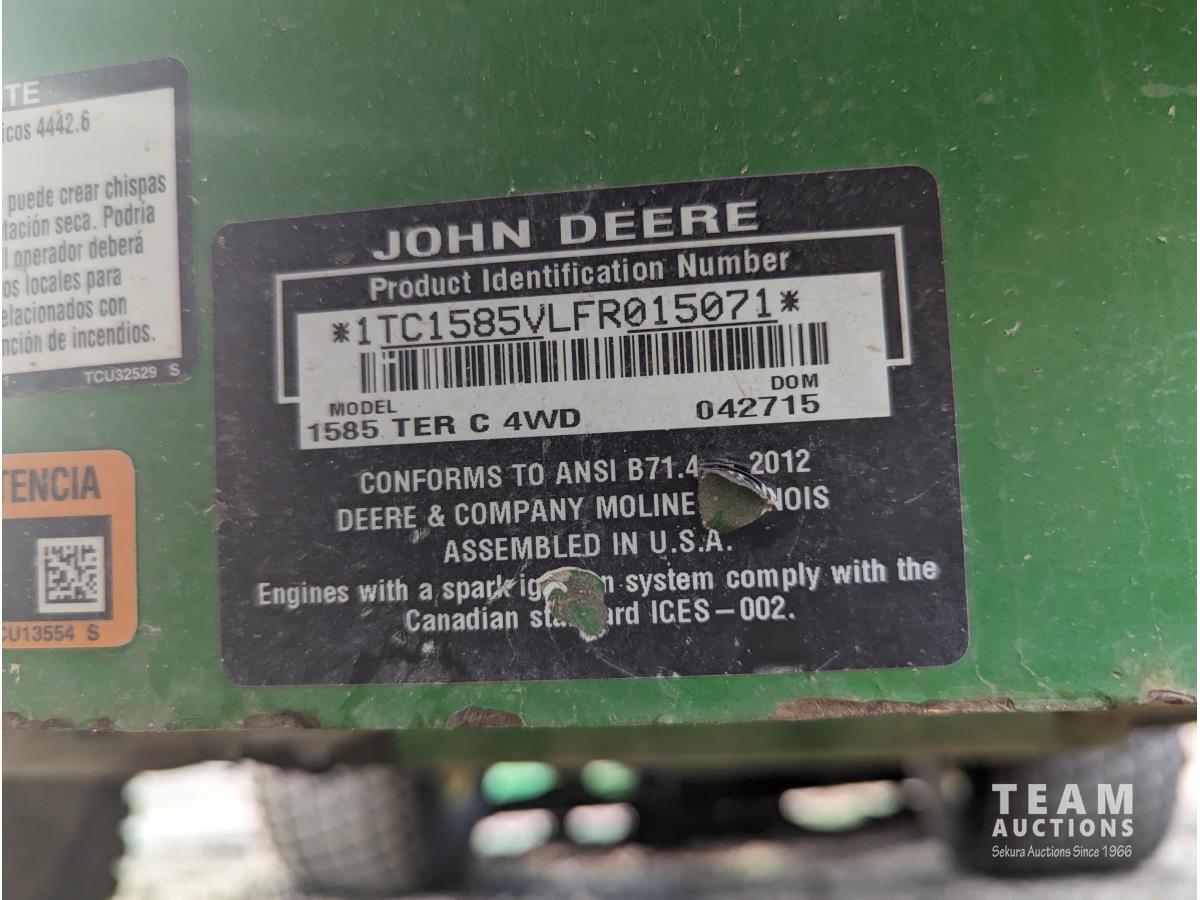 TE
icos 4442.6
puede crear chispas
tación seca. Podría
l operador deberá
os locales para
elacionados con
nción de incendios.
TCU32529 S
TENCIA
CU13554 S
JOHN DEERE
Product Identification Number
*1TC1585VLFR015071*
MODEL DOM
1585 TER C 4WD 042715
CONFORMS TO ANSI B71.4 2012
DEERE & COMPANY MOLINE NOIS
ASSEMBLED IN U.S.A.
Engines with a spark ig n system comply with the
Canadian sta ard ICES-002.
TEAM
AUCTIONS
Sekura Auctions Since 1966